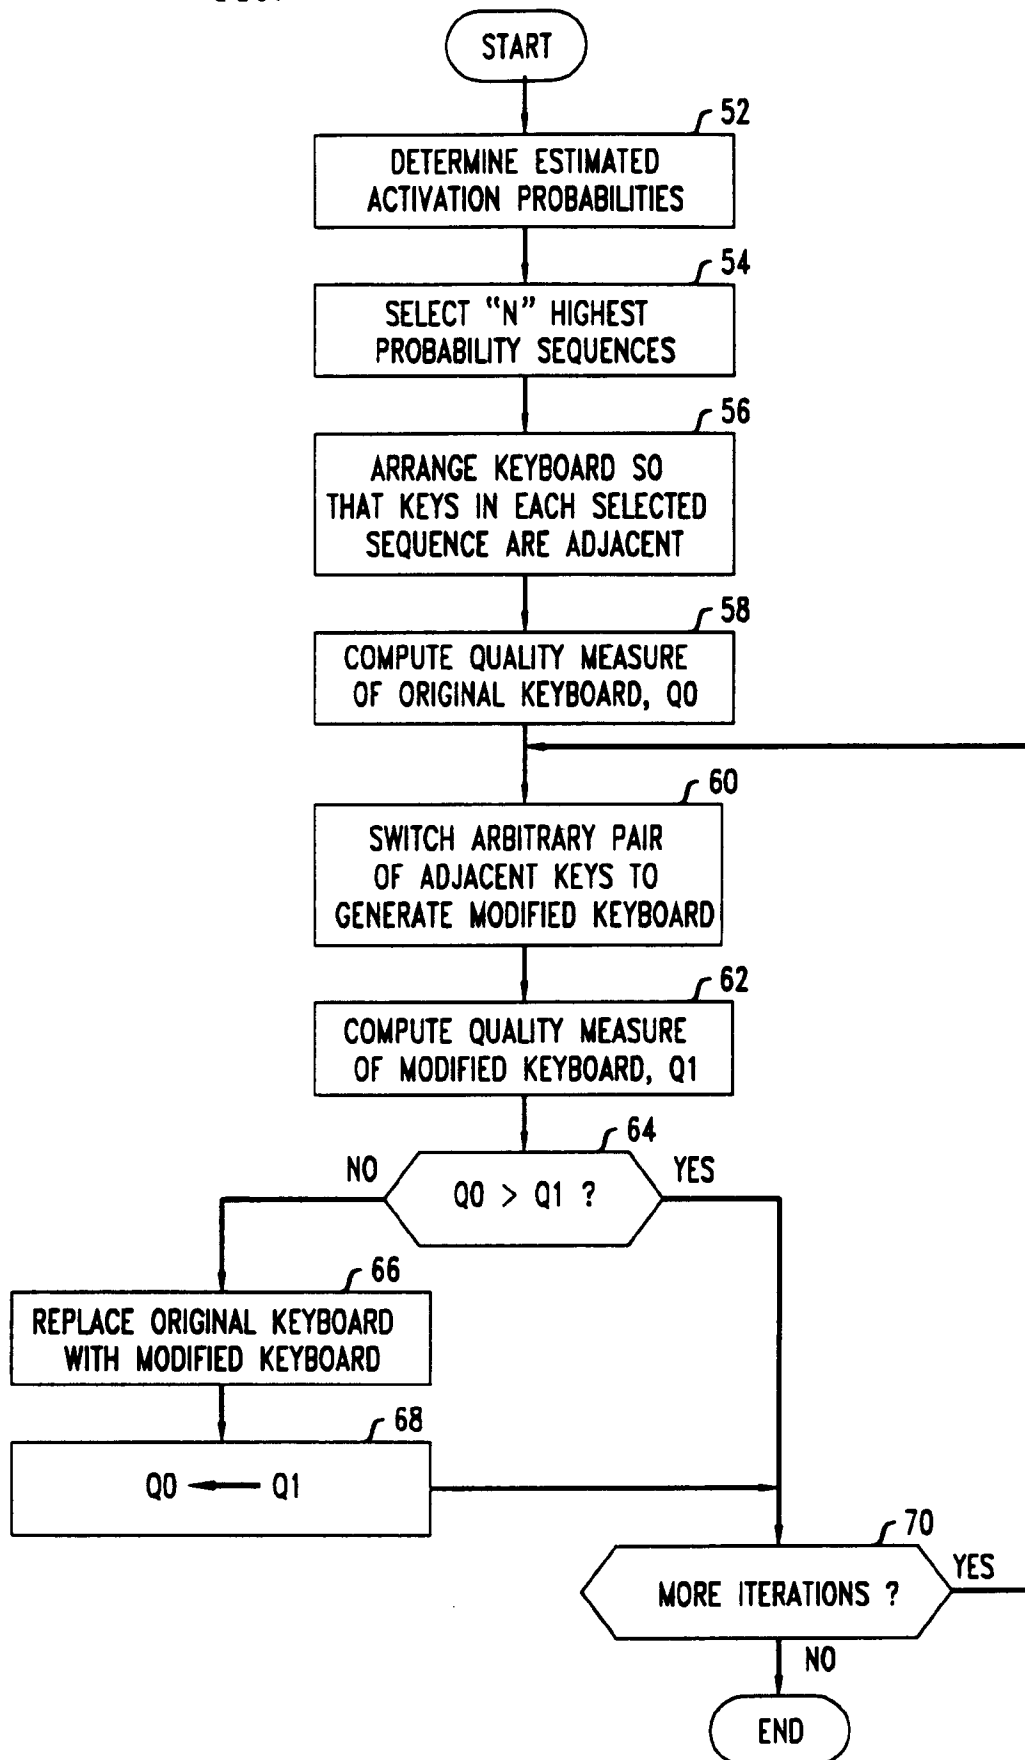 START
52
DETERMINE ESTIMATED
ACTIVATION PROBABILITIES
54
SELECT “N” HIGHEST
PROBABILITY SEQUENCES
56
ARRANGE KEYBOARD SO
THAT KEYS IN EACH SELECTED
SEQUENCE ARE ADJACENT
58
COMPUTE QUALITY MEASURE
OF ORIGINAL KEYBOARD, Q0
60
SWITCH ARBITRARY PAIR
OF ADJACENT KEYS TO
GENERATE MODIFIED KEYBOARD
62
COMPUTE QUALITY MEASURE
OF MODIFIED KEYBOARD, Q1
64
NO
YES
Q0 > Q1 ?
66
REPLACE ORIGINAL KEYBOARD
WITH MODIFIED KEYBOARD
68
Q0 ← Q1
70
YES
MORE ITERATIONS ?
NO
END